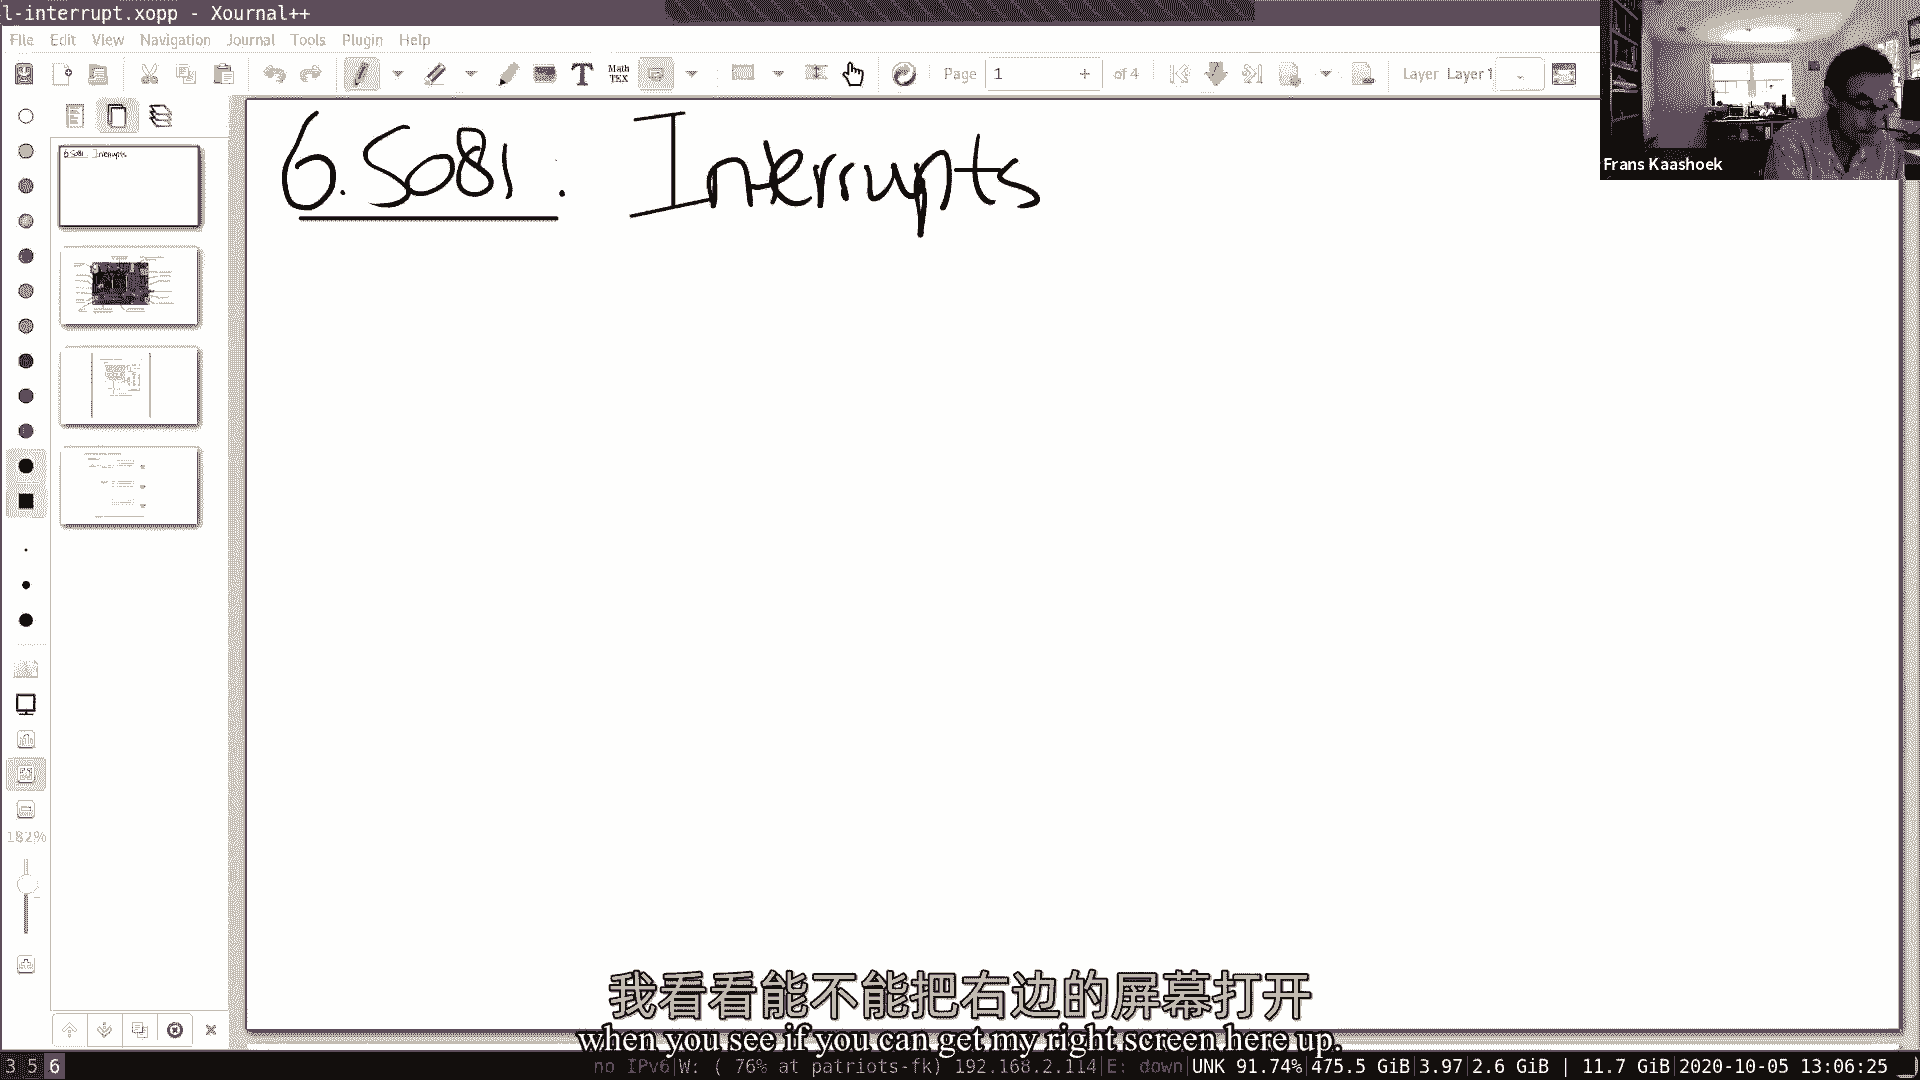 l-interrupt.xopp - Xournal++
File Edit View Navigation Journal Tools Plugin Help
Math TEX
Page 1 of 4
Layer Layer 1
Frans Kaashoek
6.S081 : Interrupts
6.S081 Interrupts
182%
我看看能不能把右边的屏幕打开
when you see if you can get my right screen here up.
3 5 6
no IPv6|W: ( 76% at patriots-fk) 192.168.2.114|E: down|UNK 91.74%|475.5 GiB|3.97|2.6 GiB | 11.7 GiB|2020-10-05 13:06:25